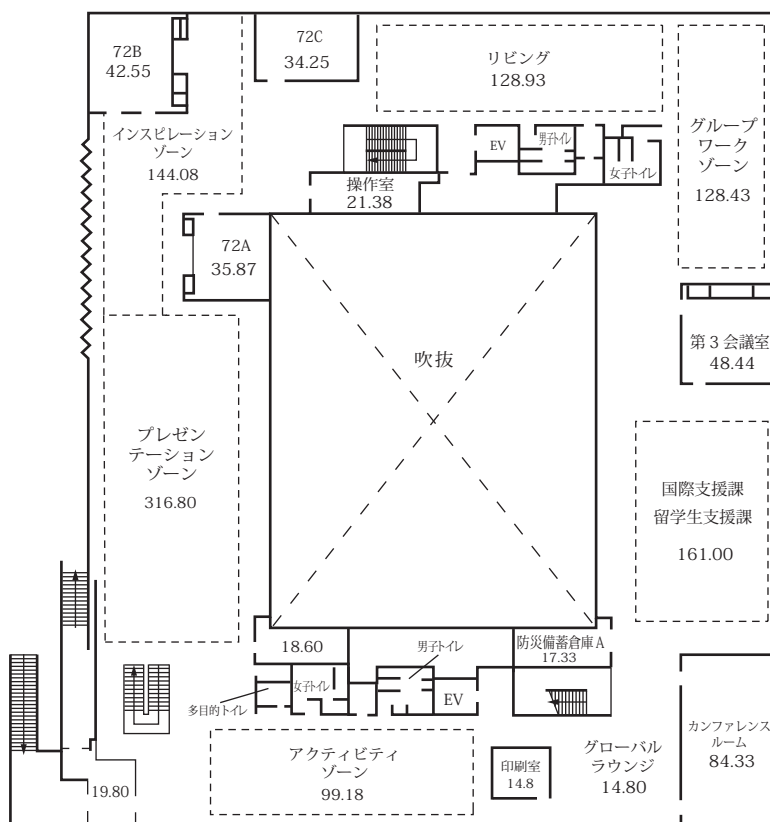 72B
42.55
72C
34.25
リビング
128.93
グループ
ワーク
ゾーン
128.43
インスピレーション
ゾーン
144.08
EV
男子トイレ
女子トイレ
操作室
21.38
72A
35.87
吹抜
第3会議室
48.44
プレゼン
テーション
ゾーン
316.80
国際支援課
留学生支援課
161.00
18.60
男子トイレ
防災備蓄倉庫A
17.33
女子トイレ
多目的トイレ
EV
アクティビティ
ゾーン
99.18
印刷室
14.8
グローバル
ラウンジ
14.80
カンファレンス
ルーム
84.33
19.80